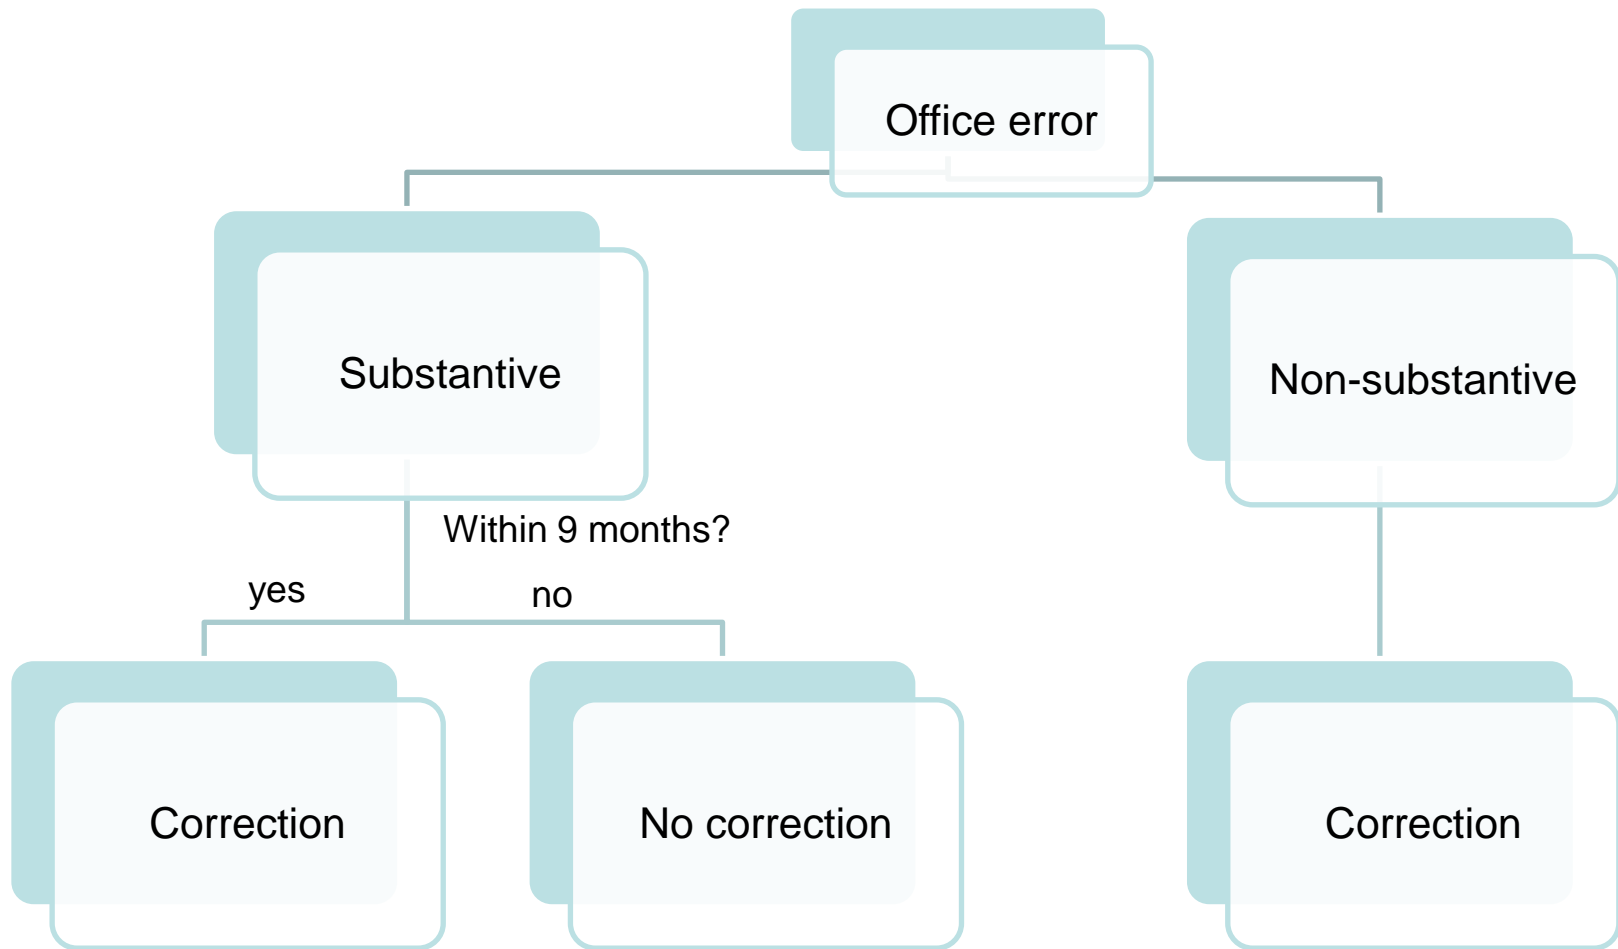 Office error
Substantive
Non-substantive
Within 9 months?
yes
no
Correction
No correction
Correction